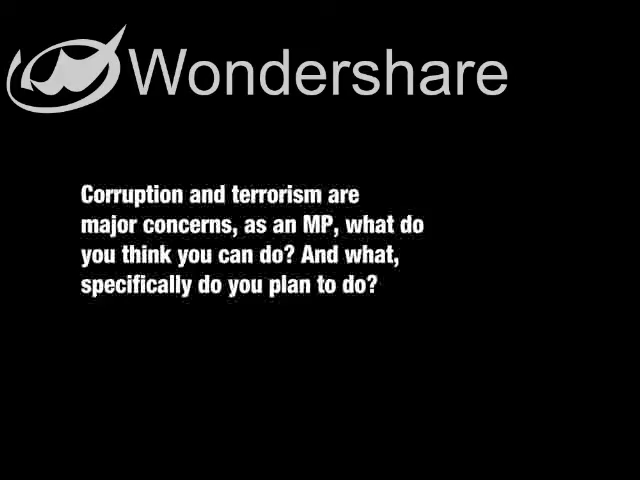 Wondershare
Corruption and terrorism are
major concerns, as an MP, what do
you think you can do? And what,
specifically do you plan to do?